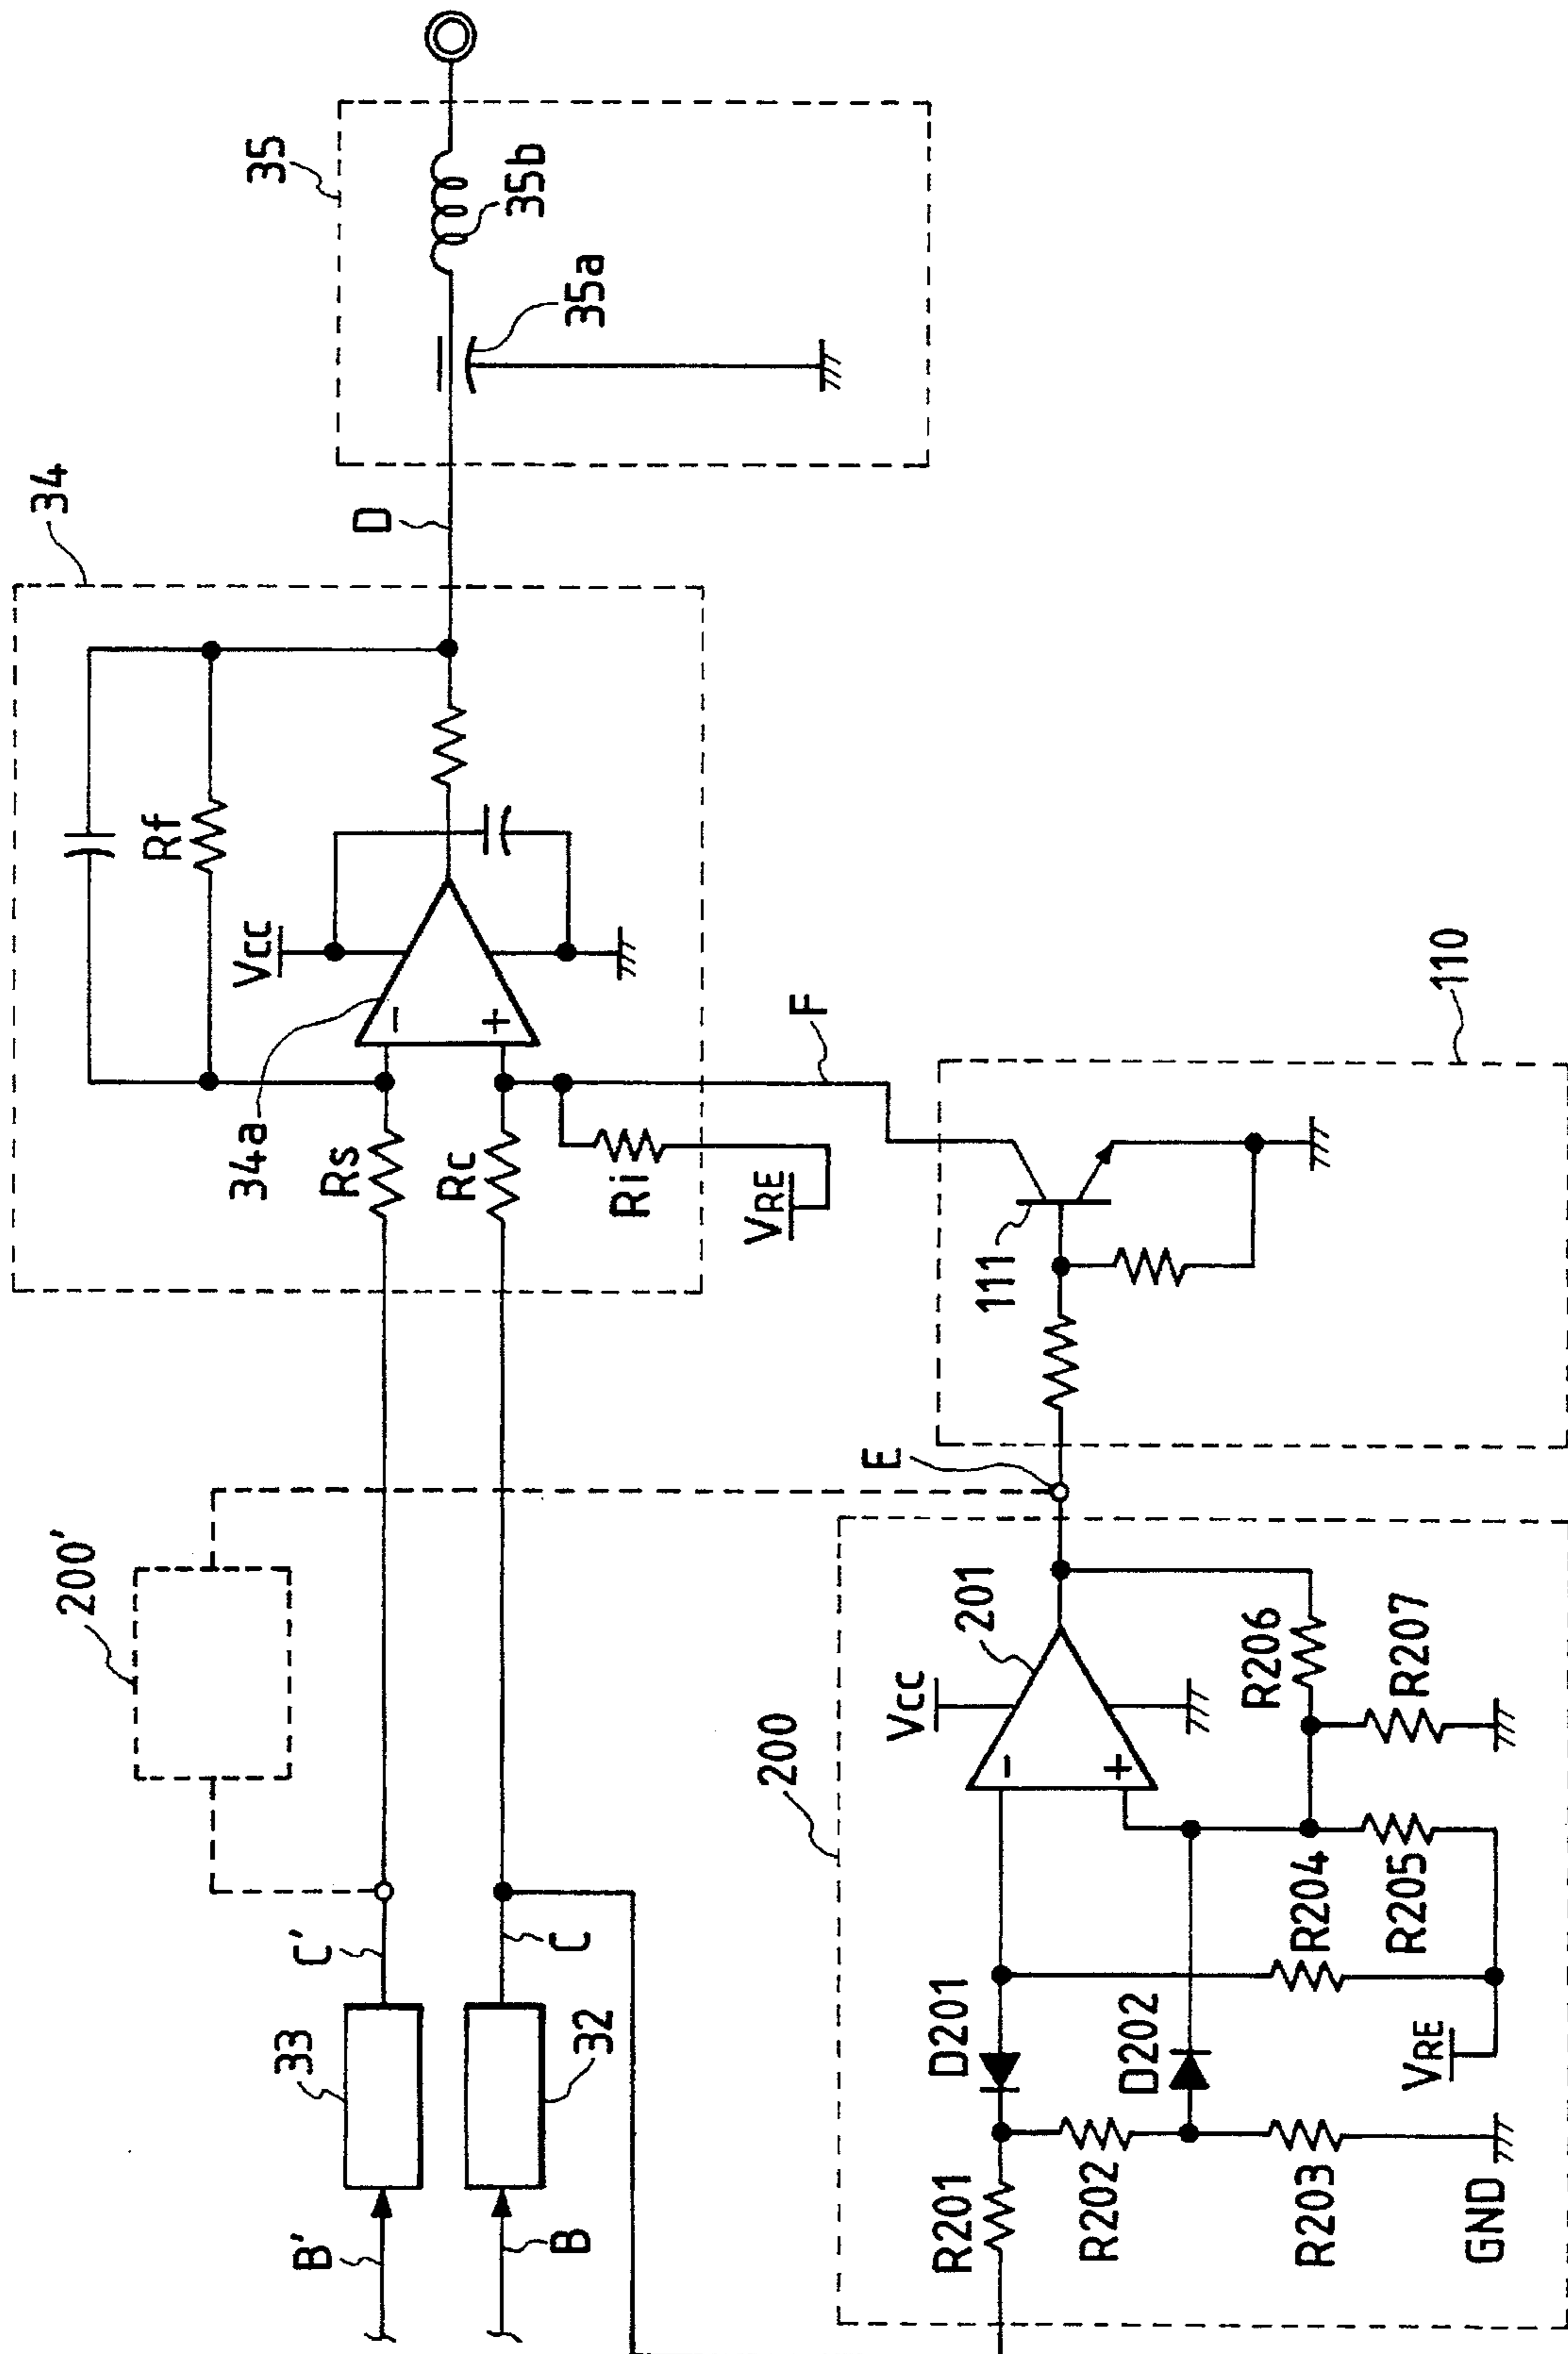 35
35b
35a
34
D
Rf
VCC
34a
-
+
Rs
Rc
Ri
VRE
F
110
111
E
200'
C'
C
33
32
B'
B
200
VCC
201
-
+
R206
R207
R204
R205
D201
D202
VRE
R201
R202
R203
GND